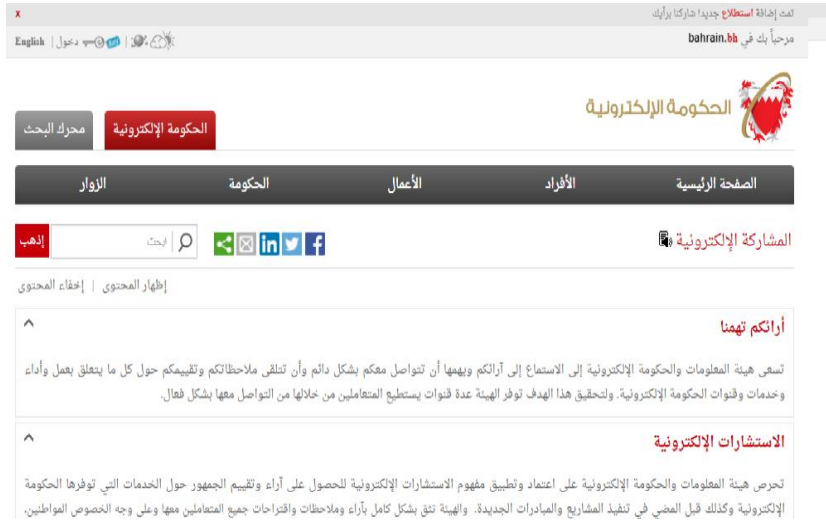 تمت إضافة استطلاع جديد! شاركنا برأيك
x
مرحباً بك في bahrain.bh
دخول | English
الحكومة الإلكترونية
الحكومة الإلكترونية
محرك البحث
الصفحة الرئيسية
الأفراد
الأعمال
الحكومة
الزوار
المشاركة الإلكترونية
ابحث
إذهب
إظهار المحتوى | إخفاء المحتوى
أرائكم تهمنا
تسعى هيئة المعلومات والحكومة الإلكترونية إلى الاستماع إلى آرائكم ويهمها أن تتواصل معكم بشكل دائم وأن تتلقى ملاحظاتكم وتقييمكم حول كل ما يتعلق بعمل وأداء
وخدمات وقنوات الحكومة الإلكترونية. ولتحقيق هذا الهدف توفر الهيئة عدة قنوات يستطيع المتعاملين من خلالها من التواصل معها بشكل فعال.
الاستشارات الإلكترونية
تحرص هيئة المعلومات والحكومة الإلكترونية على اعتماد وتطبيق مفهوم الاستشارات الإلكترونية للحصول على آراء وتقييم الجمهور حول الخدمات التي توفرها الحكومة
الإلكترونية وكذلك قبل المضي في تنفيذ المشاريع والمبادرات الجديدة. والهيئة تثق بشكل كامل بآراء وملاحظات واقتراحات جميع المتعاملين معها وعلى وجه الخصوص المواطنين،